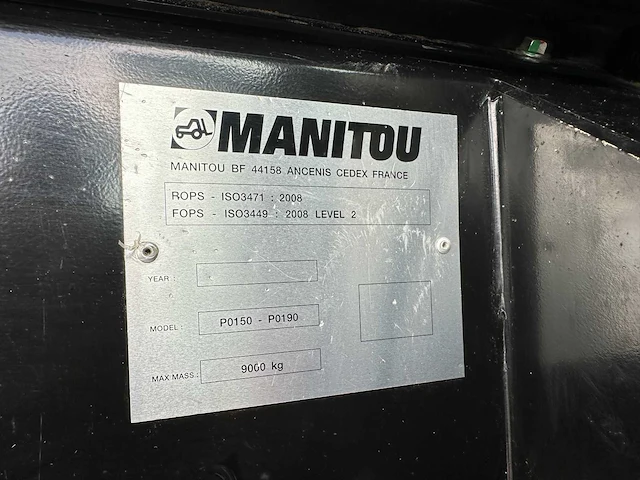 MANITOU
MANITOU BF 44158 ANCENIS CEDEX FRANCE
ROPS - ISO3471 : 2008
FOPS - ISO3449 : 2008 LEVEL 2
YEAR :
MODEL : P0150 - P0190
MAX MASS : 9000 kg